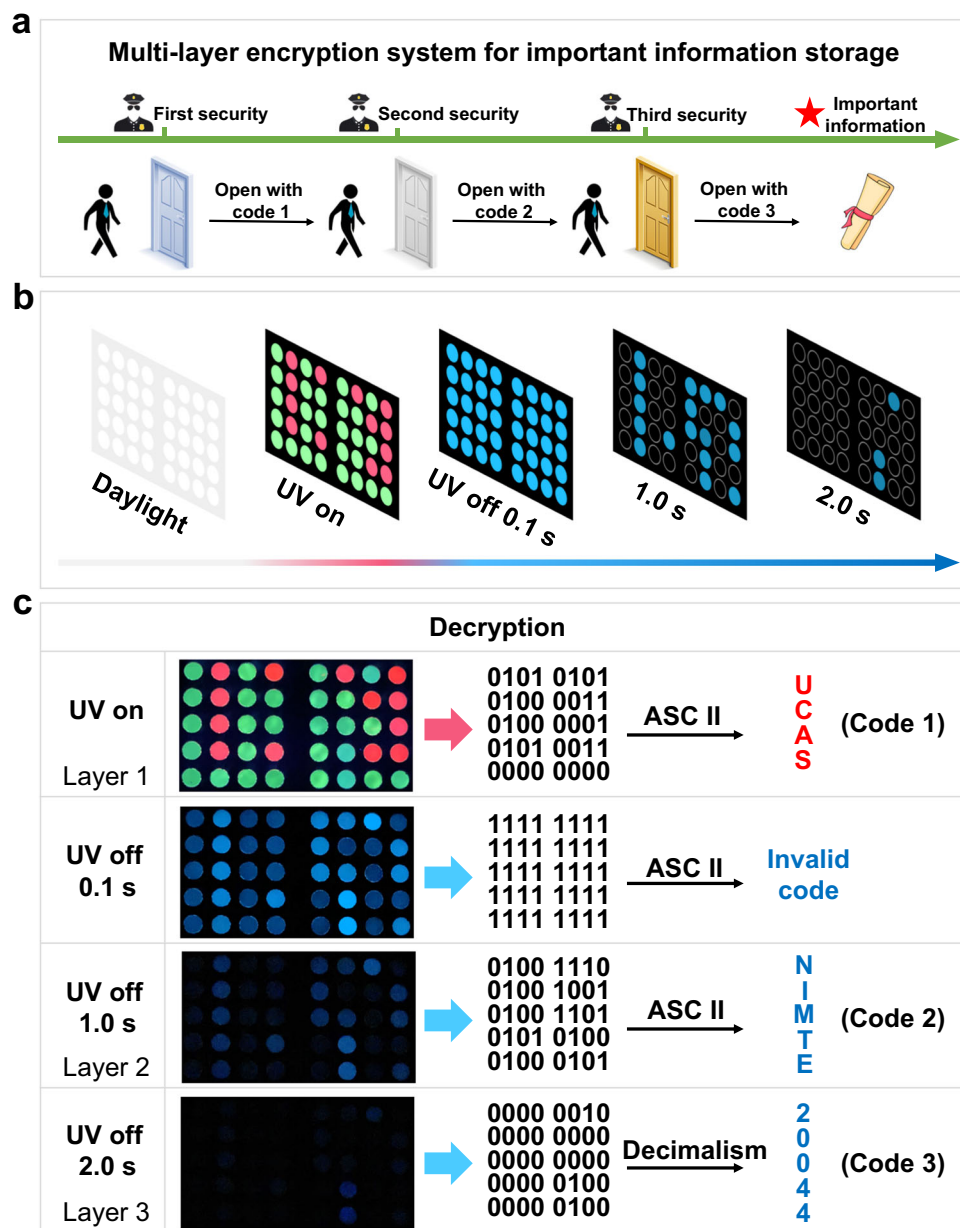 a
Multi-layer encryption system for important information storage
First security
Second security
Third security
Important
information
Open with
code 1
Open with
code 2
Open with
code 3
b
Daylight
UV on
UV off 0.1 s
1.0 s
2.0 s
c
Decryption
UV on
Layer 1
0101 0101
0100 0011
0100 0001
0101 0011
0000 0000
ASC II
U
C
A
S
(Code 1)
UV off
0.1 s
1111 1111
1111 1111
1111 1111
1111 1111
1111 1111
ASC II
Invalid
code
UV off
1.0 s
Layer 2
0100 1110
0100 1001
0100 1101
0101 0100
0100 0101
ASC II
N
I
M
T
E
(Code 2)
UV off
2.0 s
Layer 3
0000 0010
0000 0000
0000 0000
0000 0100
0000 0100
Decimalism
2
0
0
4
4
(Code 3)